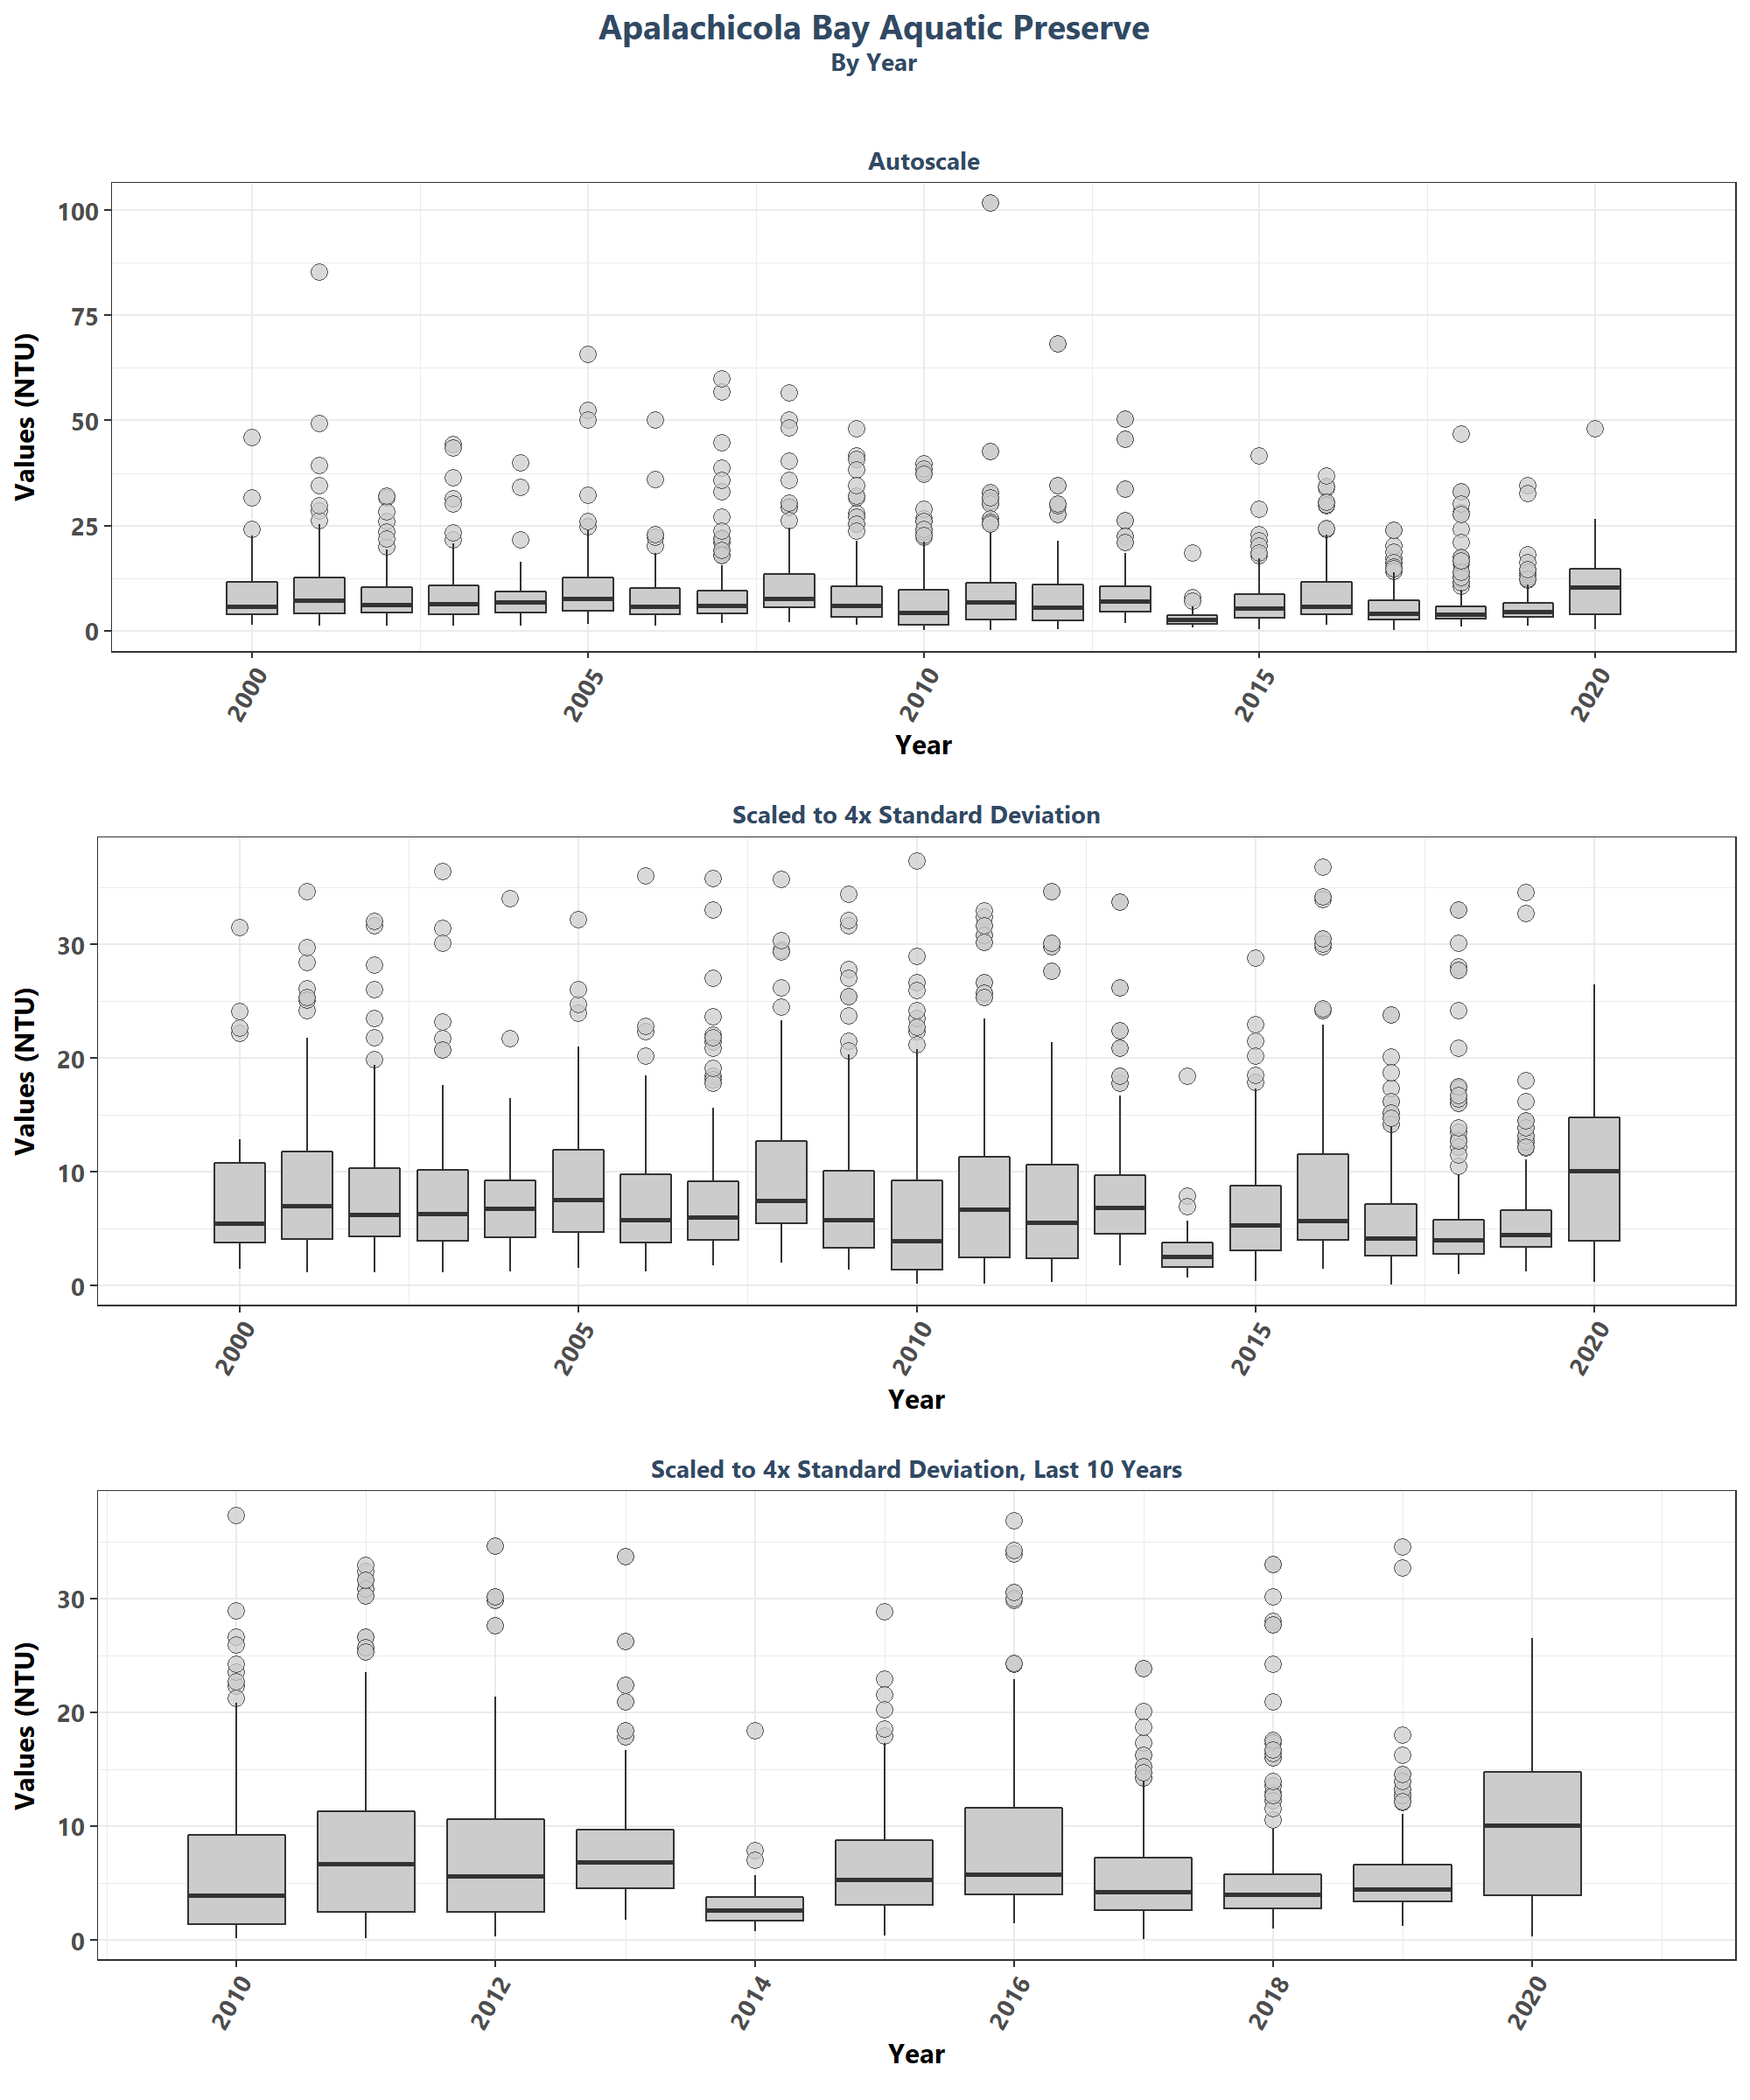 Apalachicola Bay Aquatic Preserve
By Year
Autoscale
Values (NTU)
100
75
50
25
0
2000 2005 2010 2015 2020
Year
Scaled to 4x Standard Deviation
Values (NTU)
30
20
10
0
2000 2005 2010 2015 2020
Year
Scaled to 4x Standard Deviation, Last 10 Years
Values (NTU)
30
20
10
0
2010 2012 2014 2016 2018 2020
Year